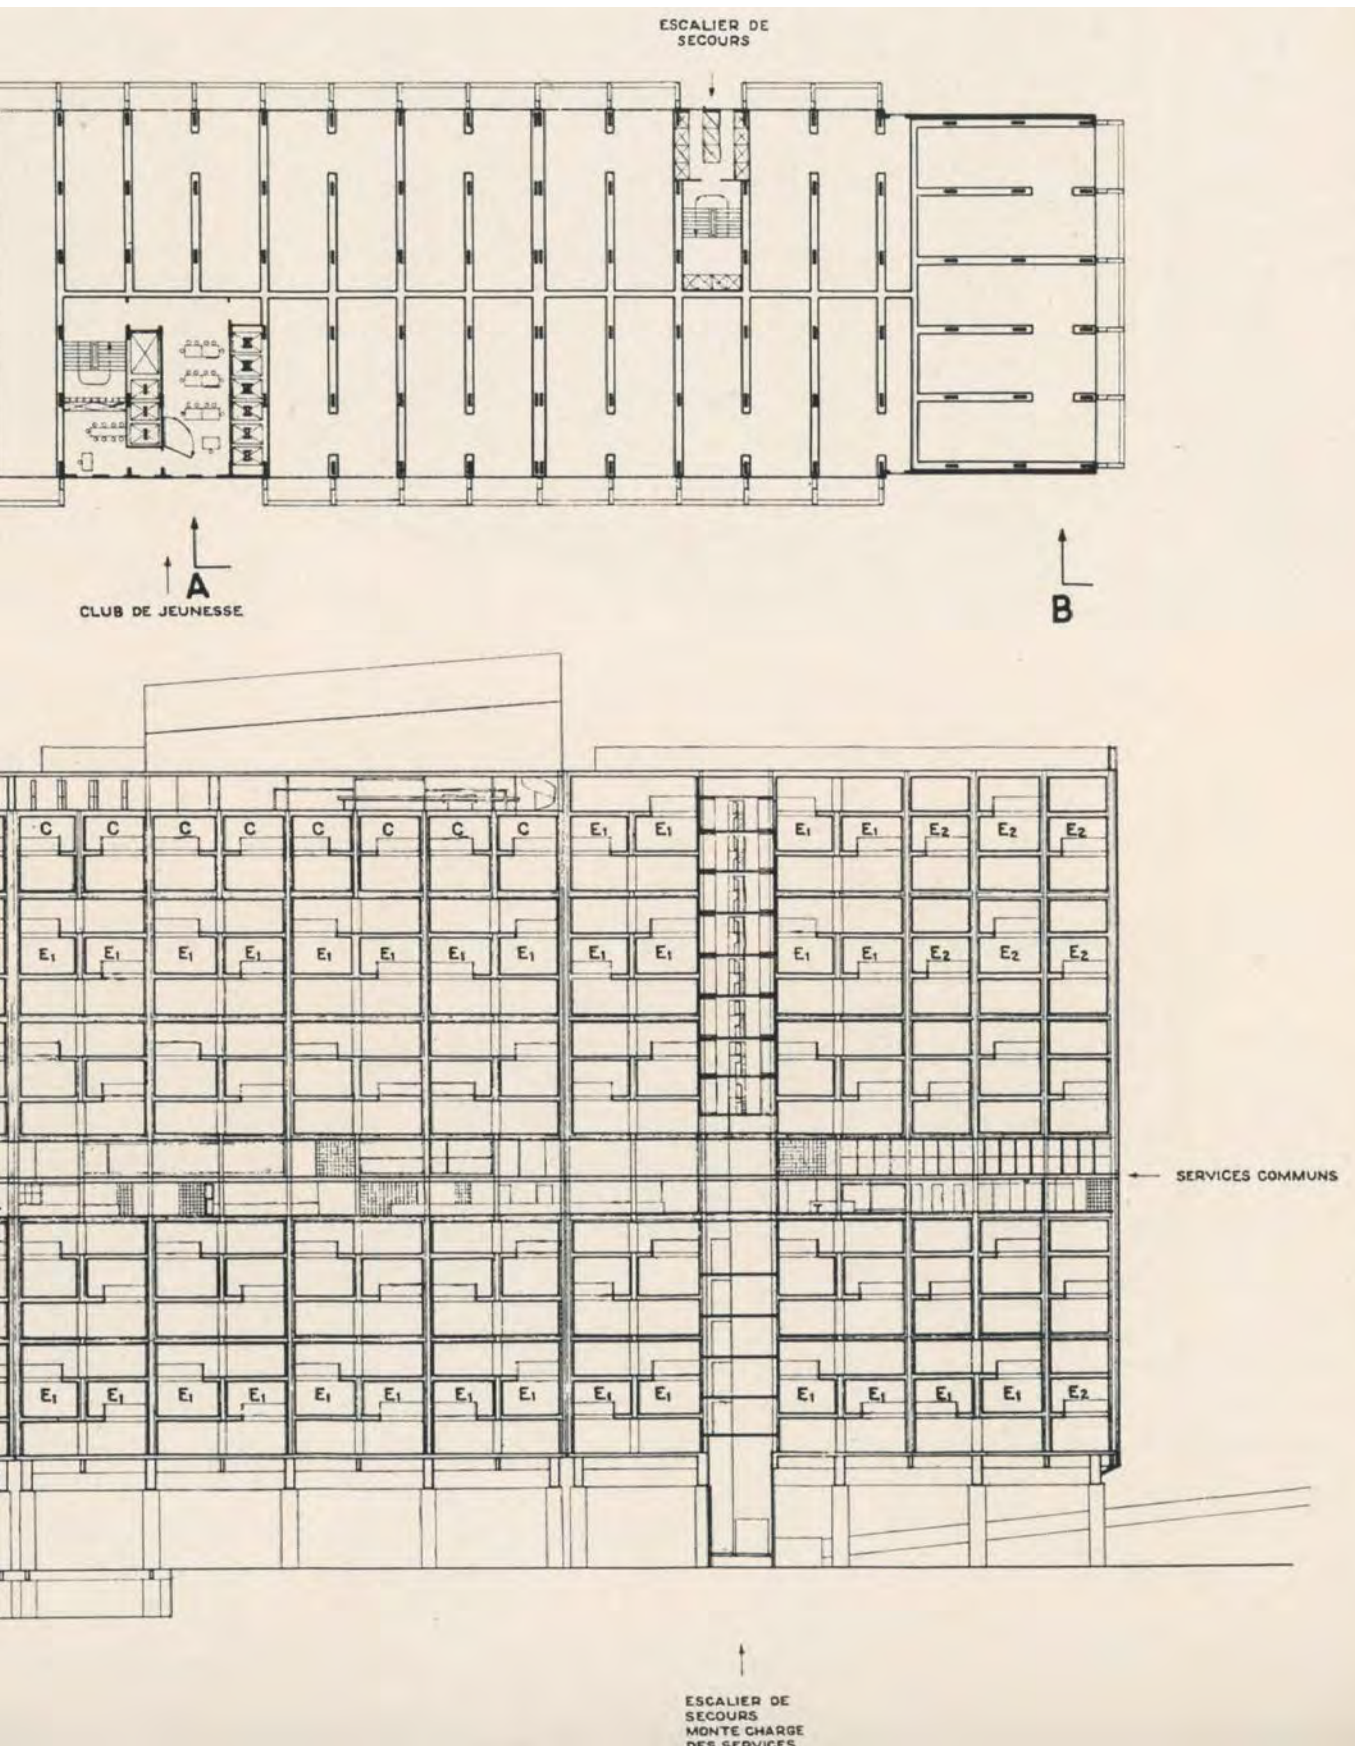 ESCALIER DE
SECOURS
A
CLUB DE JEUNESSE
B
C C C C C C C C E1 E1 E1 E1 E2 E2 E2
E1 E1 E1 E1 E1 E1 E1 E1 E1 E1 E1 E1 E2 E2 E2
SERVICES COMMUNS
E1 E1 E1 E1 E1 E1 E1 E1 E1 E1 E1 E1 E1 E1 E2
ESCALIER DE
SECOURS
MONTE CHARGE
DES SERVICES